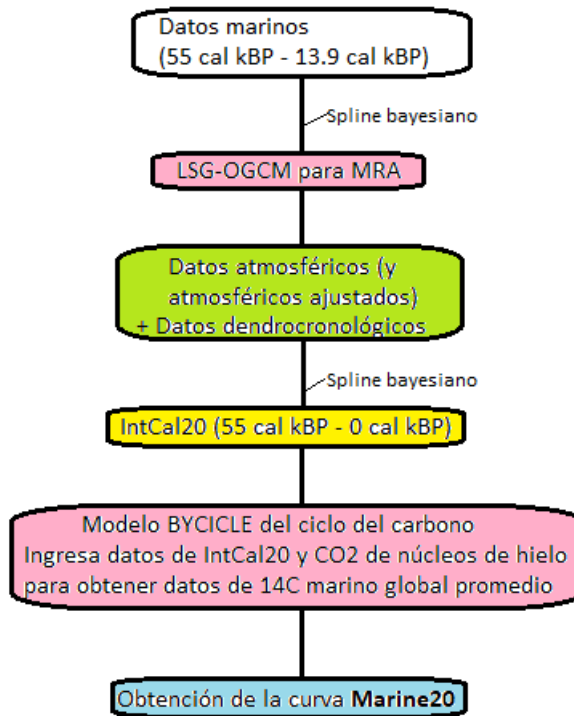 Datos marinos
(55 cal kBP - 13.9 cal kBP)
Spline bayesiano
LSG-OGCM para MRA
Datos atmosféricos (y
atmosféricos ajustados)
+ Datos dendrocronológicos
Spline bayesiano
IntCal20 (55 cal kBP - 0 cal kBP)
Modelo BYCICLE del ciclo del carbono
Ingresa datos de IntCal20 y CO2 de núcleos de hielo
para obtener datos de 14C marino global promedio
Obtención de la curva Marine20